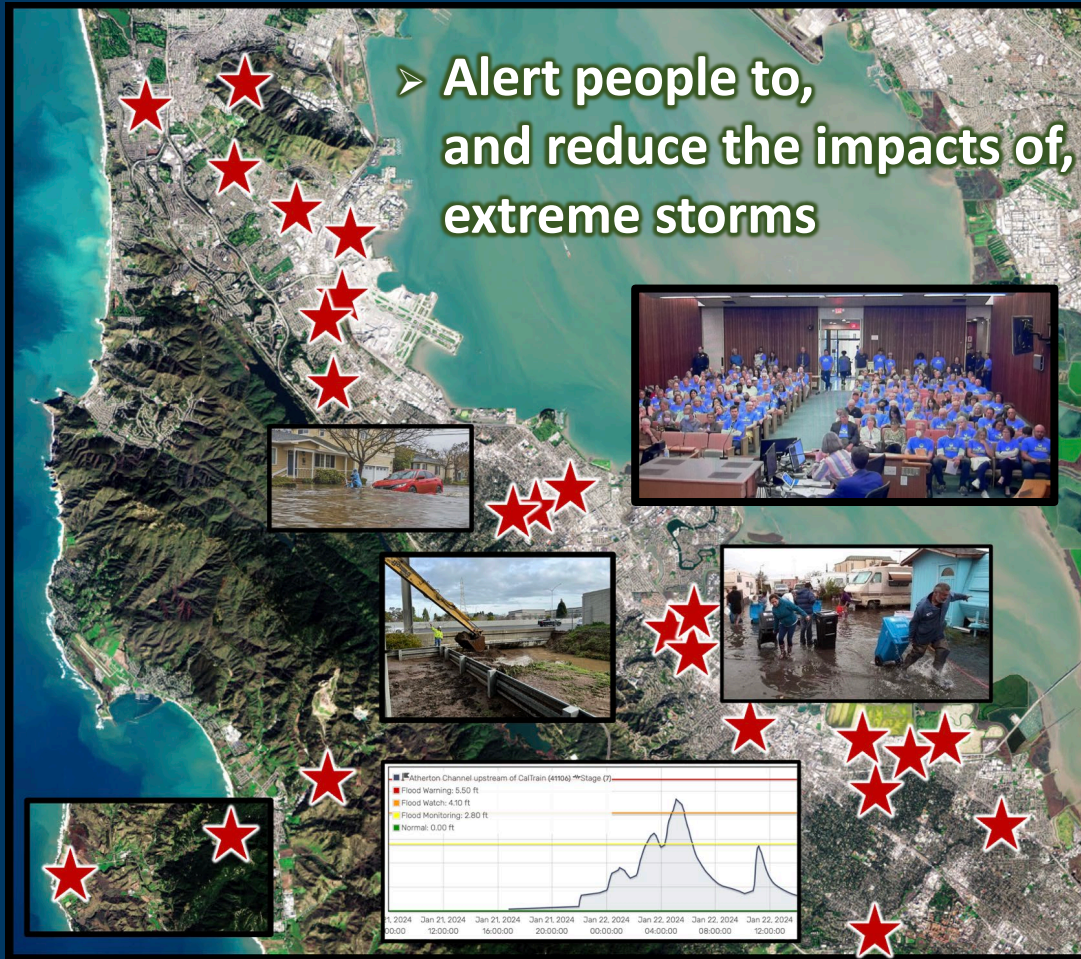 ➢ Alert people to,
and reduce the impacts of,
extreme storms
Atherton Channel upstream of CalTrain (41106) Stage (7)
Flood Warning: 5.50 ft
Flood Watch: 4.10 ft
Flood Monitoring: 2.80 ft
Normal: 0.00 ft
1, 2024 Jan 21, 2024 Jan 21, 2024 Jan 21, 2024 Jan 22, 2024 Jan 22, 2024 Jan 22, 2024 Jan 22, 2024
00:00 12:00:00 16:00:00 20:00:00 00:00:00 04:00:00 08:00:00 12:00:00